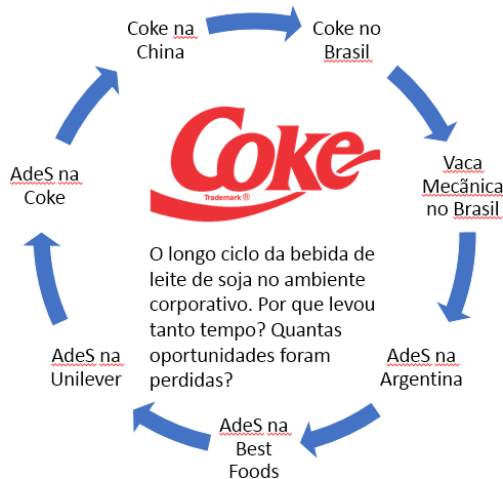 Coke na
China
Coke no
Brasil
Vaca
Mecãnica
no Brasil
AdeS na
Argentina
AdeS na
Best
Foods
AdeS na
Unilever
AdeS na
Coke
Coke
Trademark ®
O longo ciclo da bebida de
leite de soja no ambiente
corporativo. Por que levou
tanto tempo? Quantas
oportunidades foram
perdidas?